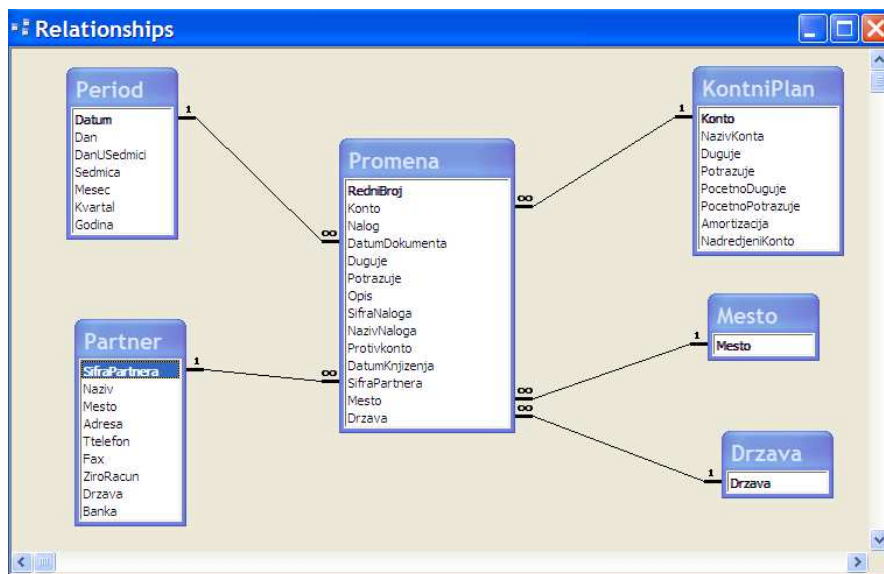 Relationships
Period
Datum
Dan
DanUSedmici
Sedmica
Mesec
Kvartal
Godina
1
∞
Partner
SifraPartnera
Naziv
Mesto
Adresa
Ttelefon
Fax
ZiroRacun
Drzava
Banka
1
∞
Promena
RedniBroj
Konto
Nalog
DatumDokumenta
Duguje
Potrazuje
Opis
SifraNaloga
NazivNaloga
Protivkonto
DatumKnjizenja
SifraPartnera
Mesto
Drzava
1
∞
KontniPlan
Konto
NazivKonta
Duguje
Potrazuje
PocetnoDuguje
PocetnoPotrazuje
Amortizacija
NadredjeniKonto
1
∞
Mesto
Mesto
∞
1
Drzava
Drzava